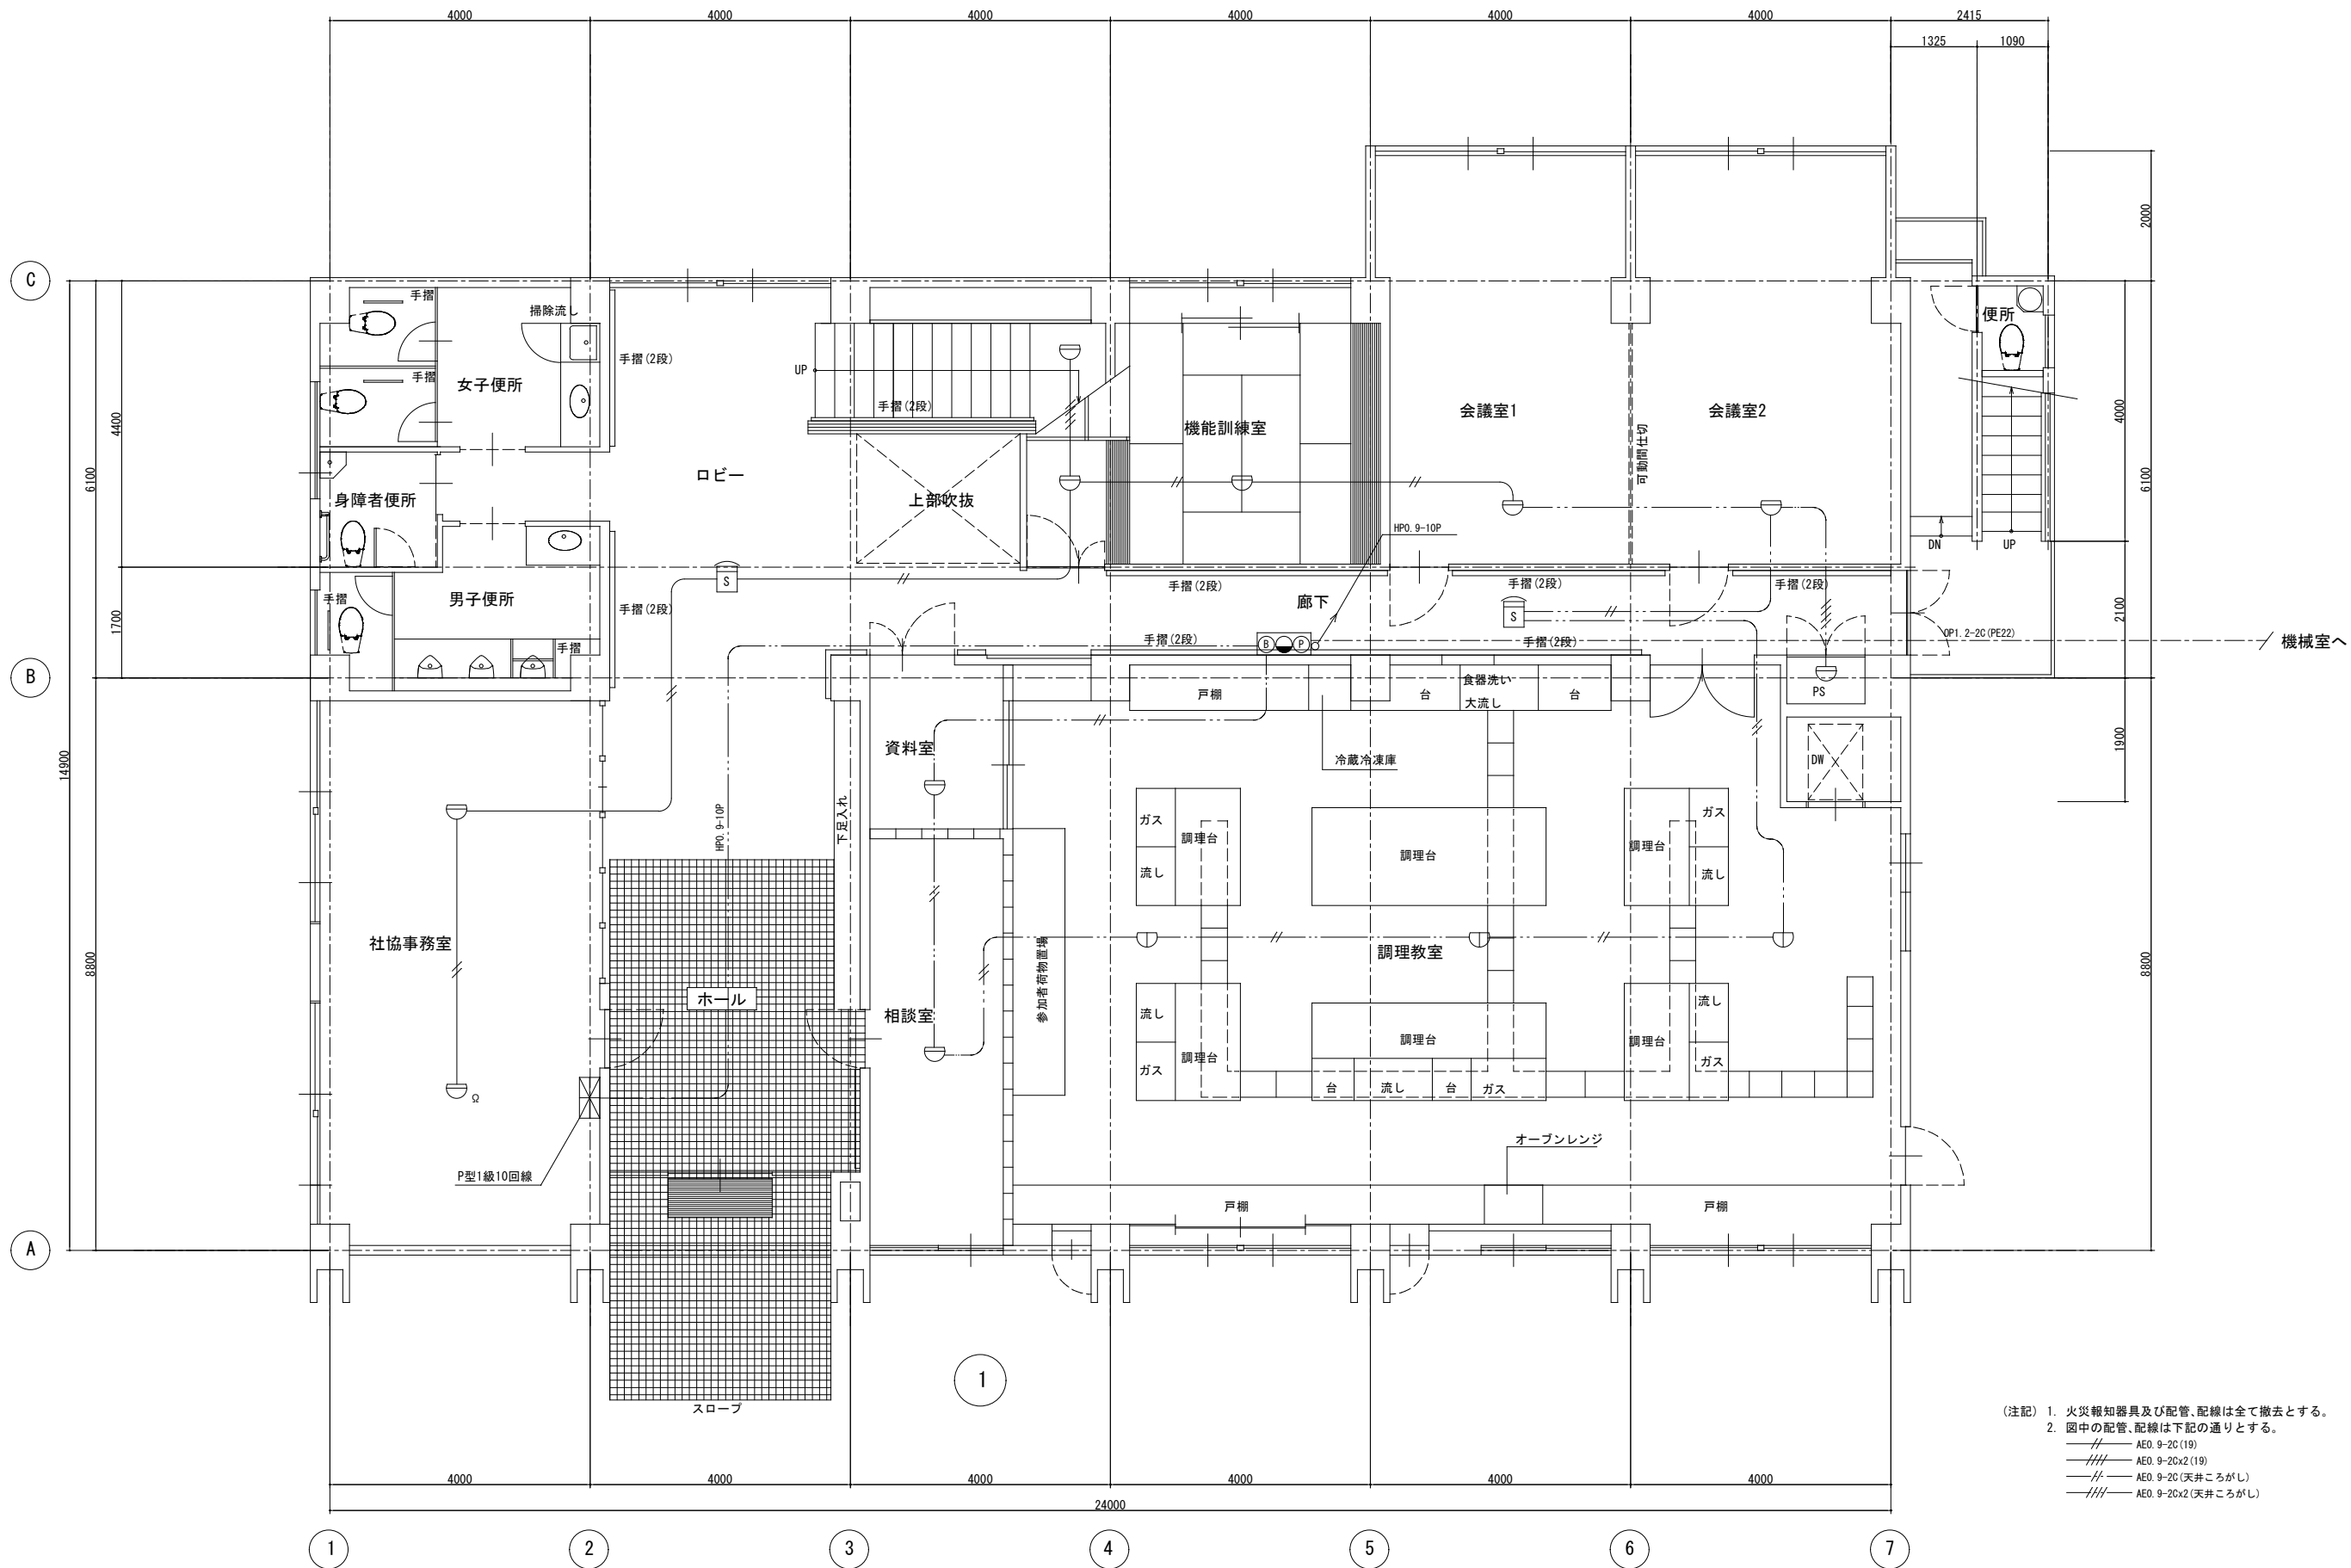 4000 4000 4000 4000 4000 4000 2415
1325 1090
2000
C
手摺
掃除流し
便所
手摺(2段)
手摺
女子便所
UP
手摺(2段)
4400
4000
会議室1
会議室2
機能訓練室
可動間仕切
6100
ロビー
6100
身障者便所
上部吹抜
HP0.9-10P
DN
UP
S
手摺(2段)
手摺(2段)
手摺(2段)
手摺
男子便所
手摺(2段)
廊下
S
1700
2100
手摺
手摺(2段)
B
P
手摺(2段)
OP1.2-2C(PE22)
機械室へ
B
戸棚
台
食器洗い
大流し
台
PS
資料室
1900
14900
冷蔵冷凍庫
DW
HP0.9-10P
下足入れ
ガス
調理台
調理台
調理台
ガス
流し
流し
社協事務室
参加者荷物置場
調理教室
8800
8800
ホール
相談室
流し
調理台
調理台
調理台
流し
ガス
ガス
台
流し
台
ガス
Ω
オーブンレンジ
P型1級10回線
戸棚
戸棚
A
1
スロープ
(注記) 1. 火災報知器具及び配管、配線は全て撤去とする。
2. 図中の配管、配線は下記の通りとする。
AE0.9-2C(19)
AE0.9-2Cx2(19)
AE0.9-2C(天井ころがし)
AE0.9-2Cx2(天井ころがし)
4000 4000 4000 4000 4000 4000
24000
1 2 3 4 5 6 7